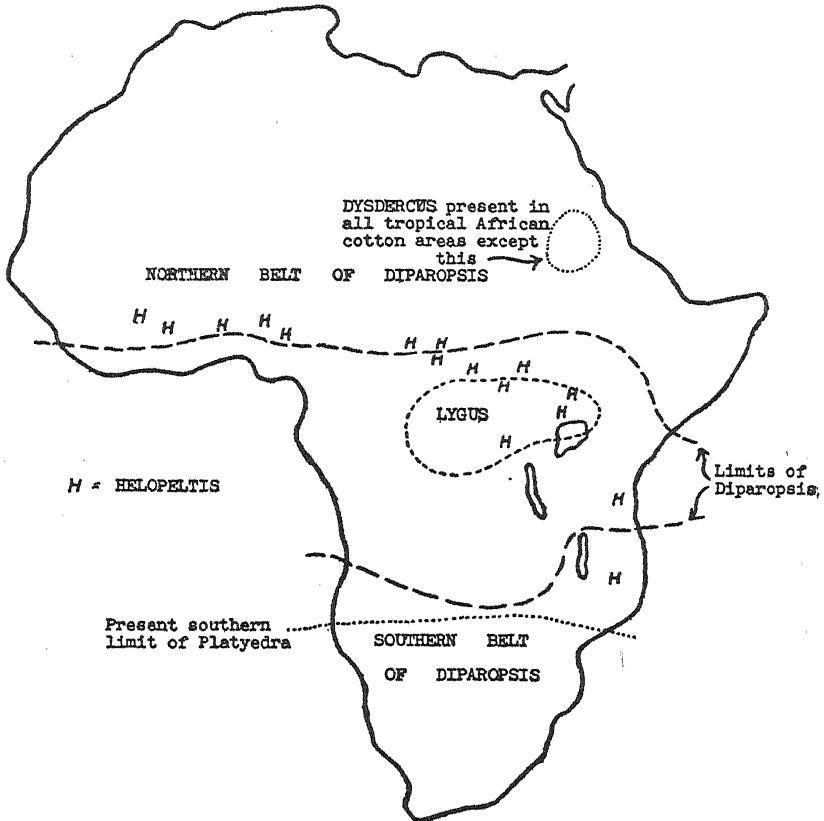 DYSDERCUS present in
all tropical African
cotton areas except
this
NORTHERN BELT OF DIPAROPSIS
H
H
H
H
H
H
H
H
H
H
H
H
H
LYGUS
H
H = HELOPELTIS
Limits of
Diparopsis,
H
H
Present southern
limit of Platyedra
SOUTHERN BELT
OF DIPAROPSIS